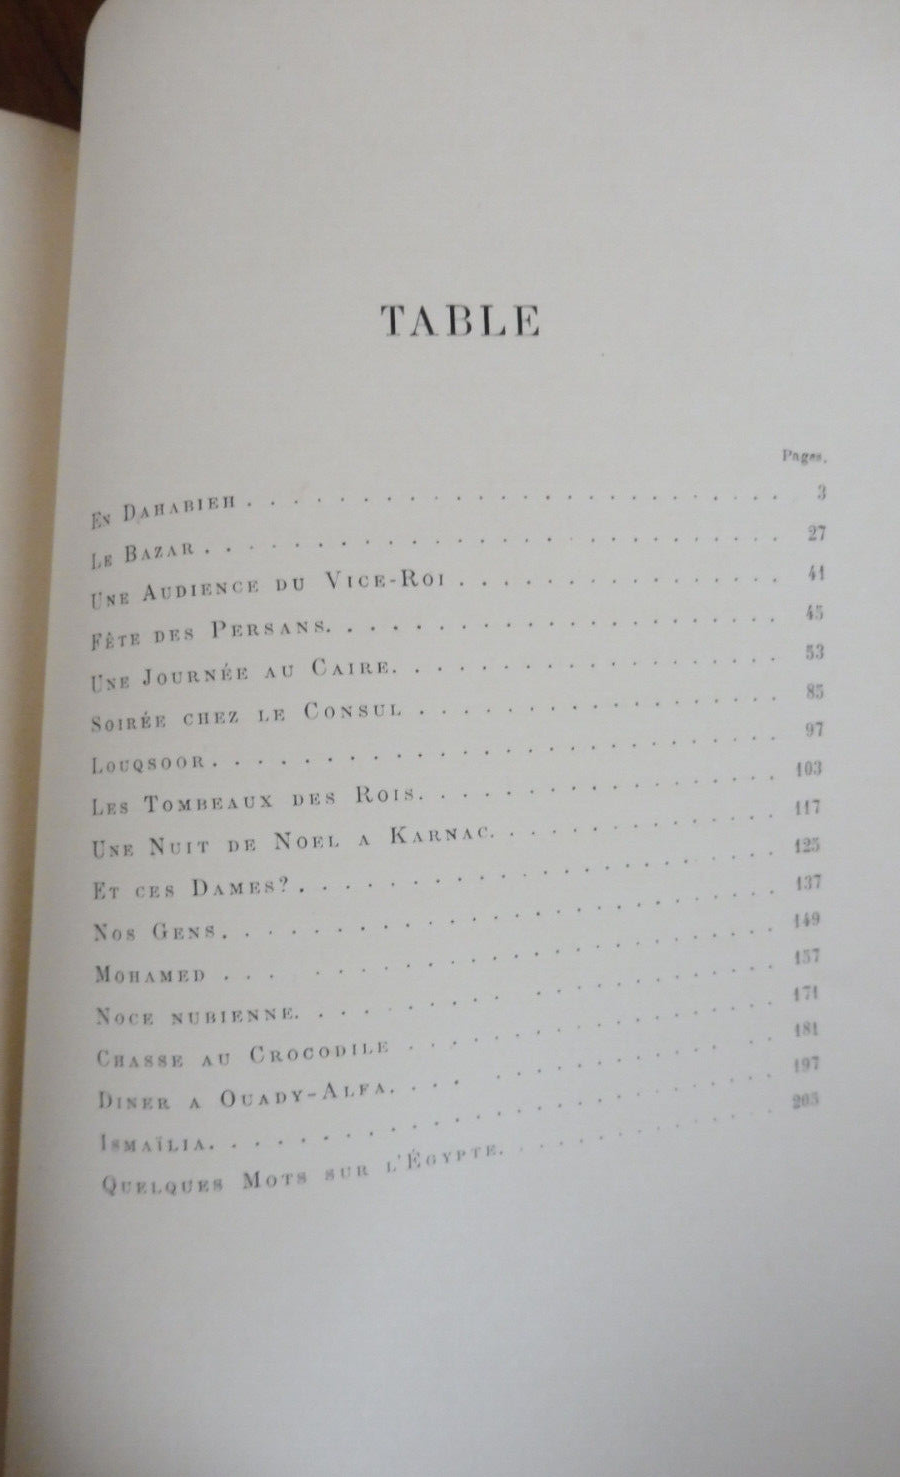 TABLE
Pages.
En Dahabieh . . . . . . . . . . . . . . . . . . . . . . . . 3
Le Bazar . . . . . . . . . . . . . . . . . . . . . . . . . 27
Une Audience du Vice-Roi . . . . . . . . . . . . . . . 41
Fête des Persans. . . . . . . . . . . . . . . . . . . . . 45
Une Journée au Caire. . . . . . . . . . . . . . . . . . 53
Soirée chez le Consul . . . . . . . . . . . . . . . . . 85
Louqsoor. . . . . . . . . . . . . . . . . . . . . . . . . 97
Les Tombeaux des Rois. . . . . . . . . . . . . . . . . 103
Une Nuit de Noel a Karnac. . . . . . . . . . . . . . 117
Et ces Dames? . . . . . . . . . . . . . . . . . . . . . . 125
Nos Gens. . . . . . . . . . . . . . . . . . . . . . . . . 137
Mohamed . . . . . . . . . . . . . . . . . . . . . . . . 149
Noce nubienne. . . . . . . . . . . . . . . . . . . . . . 157
Chasse au Crocodile . . . . . . . . . . . . . . . . . . 171
Diner a Ouady-Alfa. . . . . . . . . . . . . . . . . . 181
Ismaïlia. . . . . . . . . . . . . . . . . . . . . . . . . 197
Quelques Mots sur l'Égypte. . . . . . . . . . . . . . 205